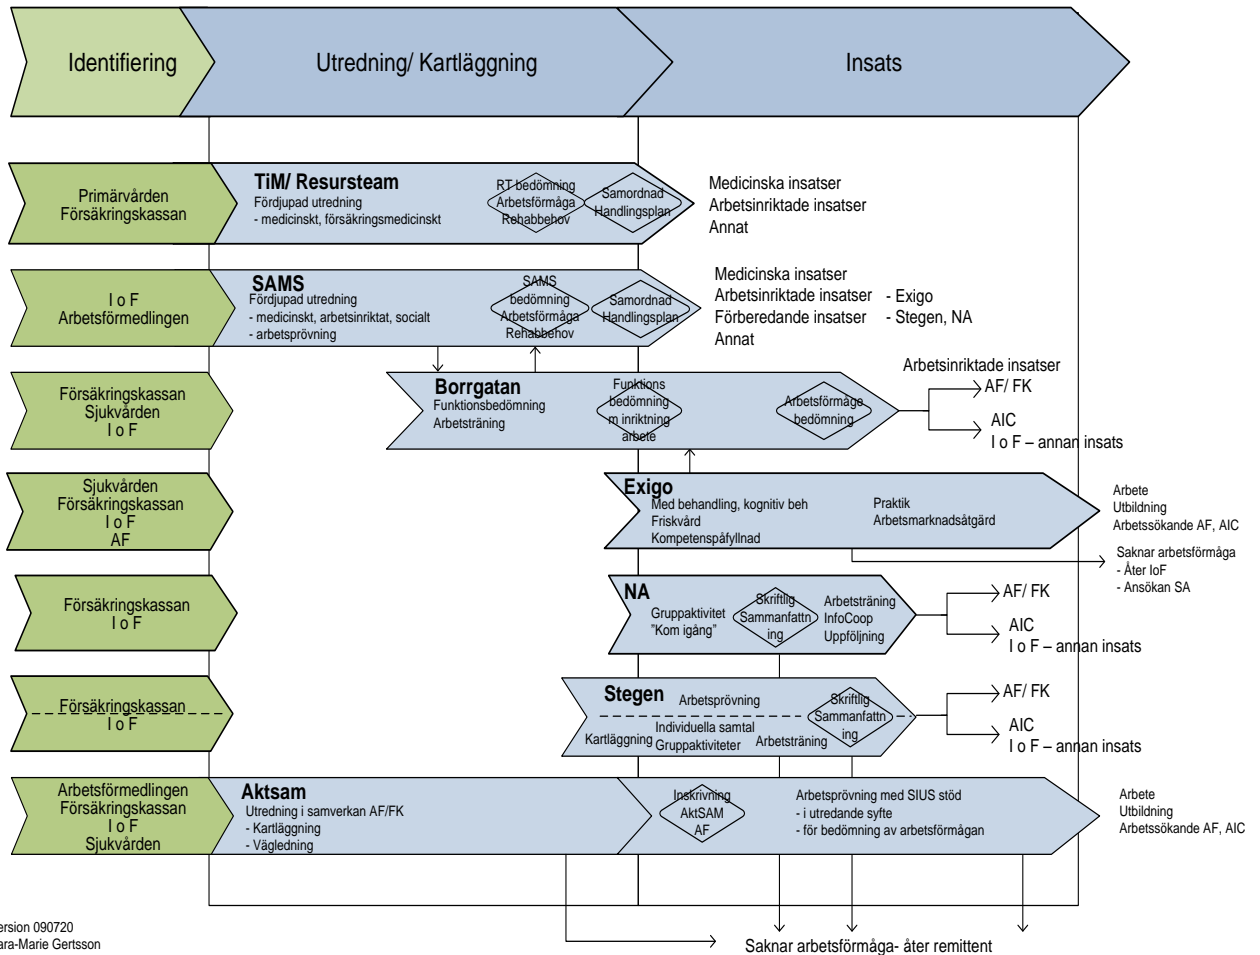 Identifiering
Utredning/ Kartläggning
Insats
Primärvården
Försäkringskassan
TiM/ Resursteam
Fördjupad utredning
- medicinskt, försäkringsmedicinskt
RT bedömning
Arbetsförmåga
Rehabbehov
Samordnad
Handlingsplan
Medicinska insatser
Arbetsinriktade insatser
Annat
I o F
Arbetsförmedlingen
SAMS
Fördjupad utredning
- medicinskt, arbetsinriktat, socialt
- arbetsprövning
SAMS
bedömning
Arbetsförmåga
Rehabbehov
Samordnad
Handlingsplan
Medicinska insatser
Arbetsinriktade insatser
Förberedande insatser
Annat
- Exigo
- Stegen, NA
Försäkringskassan
Sjukvården
I o F
Borrgatan
Funktionsbedömning
Arbetsträning
Funktions
bedömning
m inriktning
arbete
Arbetsförmåge
bedömning
Arbetsinriktade insatser
AF/ FK
AIC
I o F – annan insats
Sjukvården
Försäkringskassan
I o F
AF
Exigo
Med behandling, kognitiv beh
Friskvård
Kompetenspåfyllnad
Praktik
Arbetsmarknadsåtgärd
Arbete
Utbildning
Arbetssökande AF, AIC
Saknar arbetsförmåga
- Åter IoF
- Ansökan SA
Försäkringskassan
I o F
NA
Gruppaktivitet
"Kom igång"
Skriftlig
Sammanfattn
ing
Arbetsträning
InfoCoop
Uppföljning
AF/ FK
AIC
I o F – annan insats
Försäkringskassan
I o F
Stegen
Arbetsprövning
Kartläggning
Individuella samtal
Gruppaktiviteter
Arbetsträning
Skriftlig
Sammanfattn
ing
AF/ FK
AIC
I o F – annan insats
Arbetsförmedlingen
Försäkringskassan
I o F
Sjukvården
Aktsam
Utredning i samverkan AF/FK
- Kartläggning
- Vägledning
Inskrivning
AktSAM
AF
Arbetsprövning med SIUS stöd
- i utredande syfte
- för bedömning av arbetsförmågan
Arbete
Utbildning
Arbetssökande AF, AIC
ersion 090720
ara-Marie Gertsson
Saknar arbetsförmåga- åter remittent